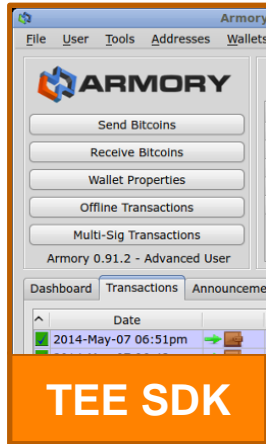 Armory
File User Tools Addresses Wallets
ARMORY
Send Bitcoins
Receive Bitcoins
Wallet Properties
Offline Transactions
Multi-Sig Transactions
Armory 0.91.2 - Advanced User
Dashboard Transactions Announceme
Date
2014-May-07 06:51pm
TEE SDK